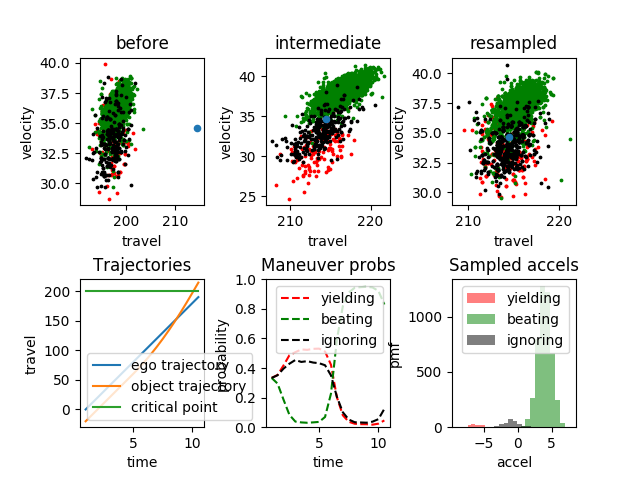 before intermediate resampled
velocity
40.0
37.5
35.0
32.5
30.0
200 210
travel
velocity
40
35
30
25
210 220
travel
velocity
40.0
37.5
35.0
32.5
30.0
210 220
travel
Trajectories Maneuver probs Sampled accels
travel
200
150
100
50
0
5 10
time
ego trajectory
object trajectory
critical point
probability
1.0
0.8
0.6
0.4
0.2
0.0
5 10
time
yielding
beating
ignoring
pmf
1000
500
0
−5 0 5
accel
yielding
beating
ignoring